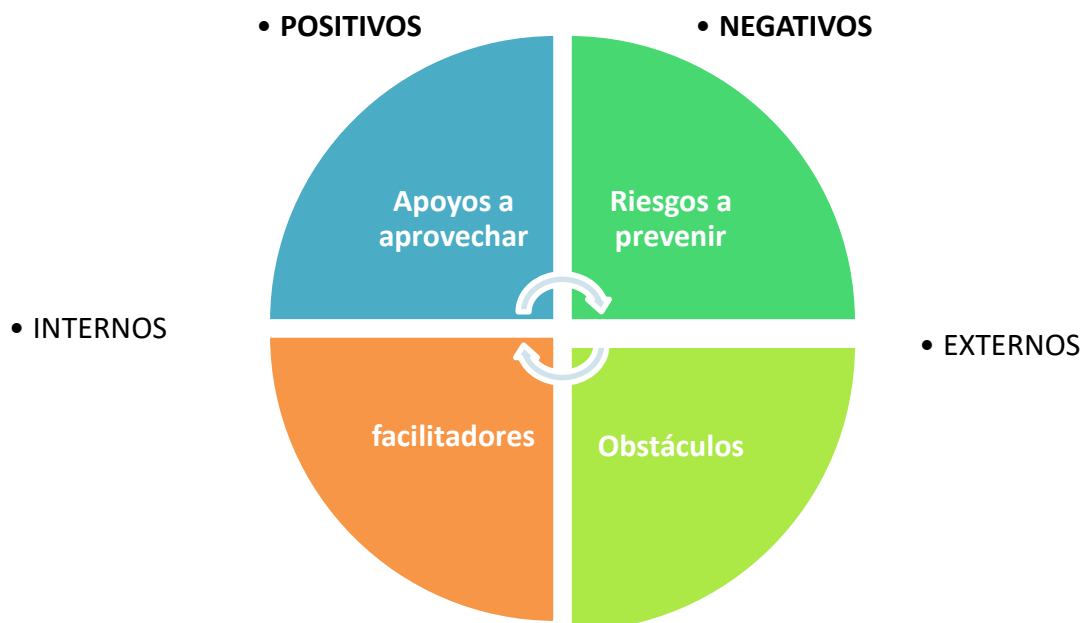 • POSITIVOS
• NEGATIVOS
Apoyos a
aprovechar
Riesgos a
prevenir
• INTERNOS
• EXTERNOS
facilitadores
Obstáculos